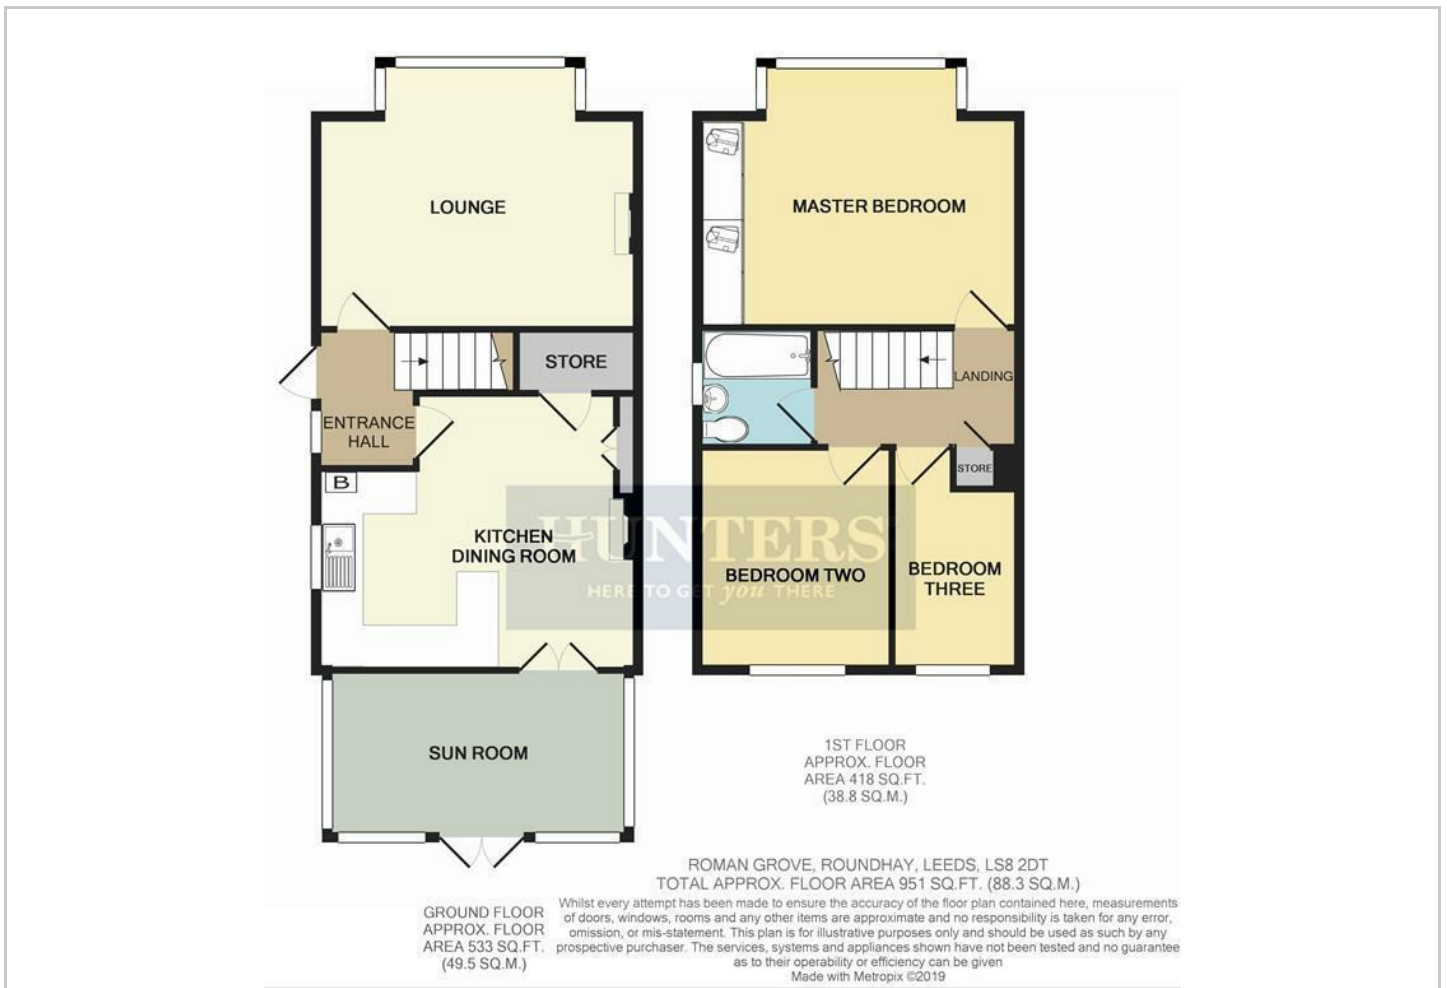 LOUNGE
STORE
ENTRANCE
HALL
B
KITCHEN
DINING ROOM
SUN ROOM
MASTER BEDROOM
LANDING
STORE
BEDROOM TWO
BEDROOM
THREE
HUNTERS
HERE TO GET you THERE
1ST FLOOR
APPROX. FLOOR
AREA 418 SQ.FT.
(38.8 SQ.M.)
GROUND FLOOR
APPROX. FLOOR
AREA 533 SQ.FT.
(49.5 SQ.M.)
ROMAN GROVE, ROUNDHAY, LEEDS, LS8 2DT
TOTAL APPROX. FLOOR AREA 951 SQ.FT. (88.3 SQ.M.)
Whilst every attempt has been made to ensure the accuracy of the floor plan contained here, measurements
of doors, windows, rooms and any other items are approximate and no responsibility is taken for any error,
omission, or mis-statement. This plan is for illustrative purposes only and should be used as such by any
prospective purchaser. The services, systems and appliances shown have not been tested and no guarantee
as to their operability or efficiency can be given
Made with Metropix ©2019